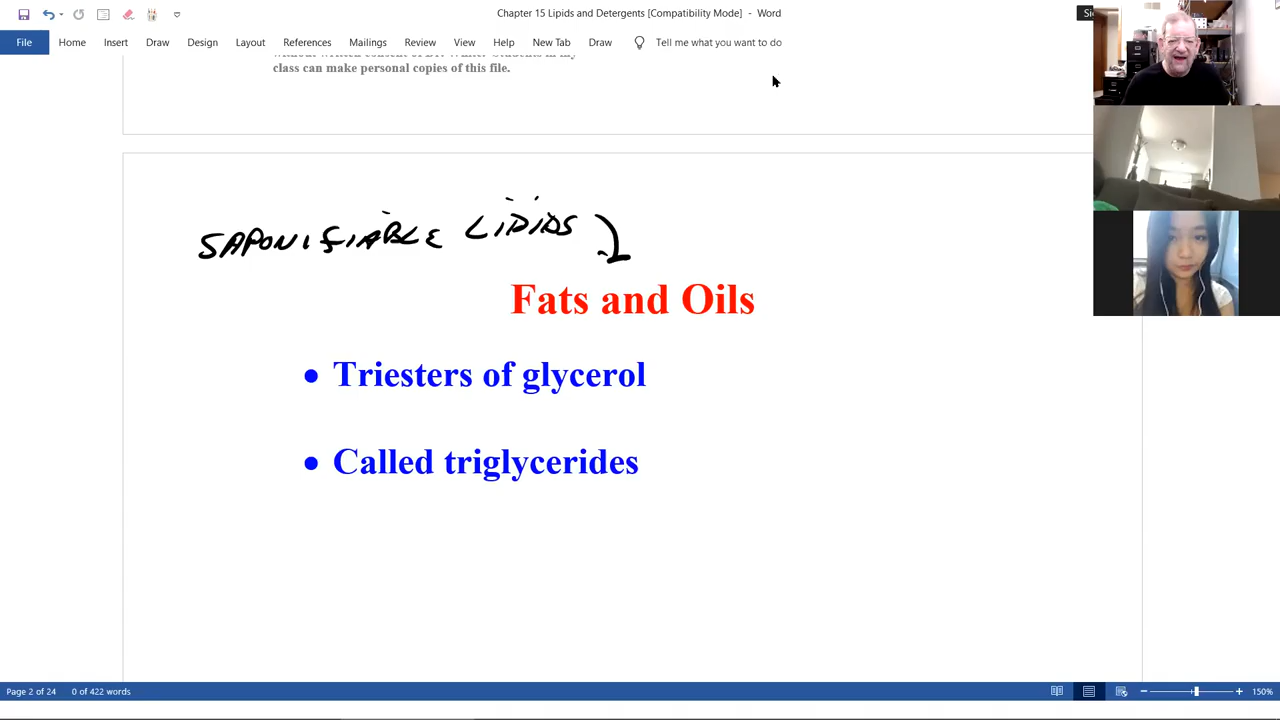 Chapter 15 Lipids and Detergents [Compatibility Mode] - Word
File Home Insert Draw Design Layout References Mailings Review View Help New Tab Draw Tell me what you want to do
class can make personal copies of this file.
SAPONIFIABLE LIPIDS
Fats and Oils
• Triesters of glycerol
• Called triglycerides
Page 2 of 24 0 of 422 words 150%